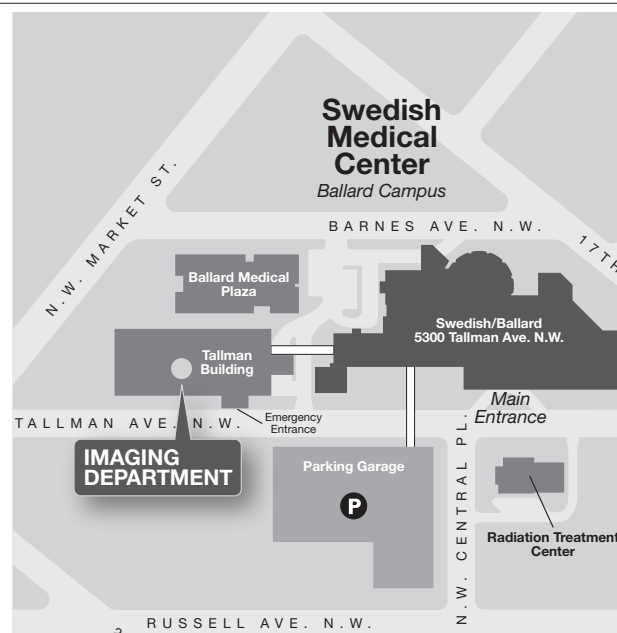 Swedish
Medical
Center
Ballard Campus
BARNES AVE. N.W.
N.W. MARKET ST.
17TH
Ballard Medical
Plaza
Swedish/Ballard
5300 Tallman Ave. N.W.
Tallman
Building
Main
Entrance
Emergency
Entrance
TALLMAN AVE. N.W.
IMAGING
DEPARTMENT
Parking Garage
P
N.W. CENTRAL PL.
Radiation Treatment
Center
RUSSELL AVE. N.W.